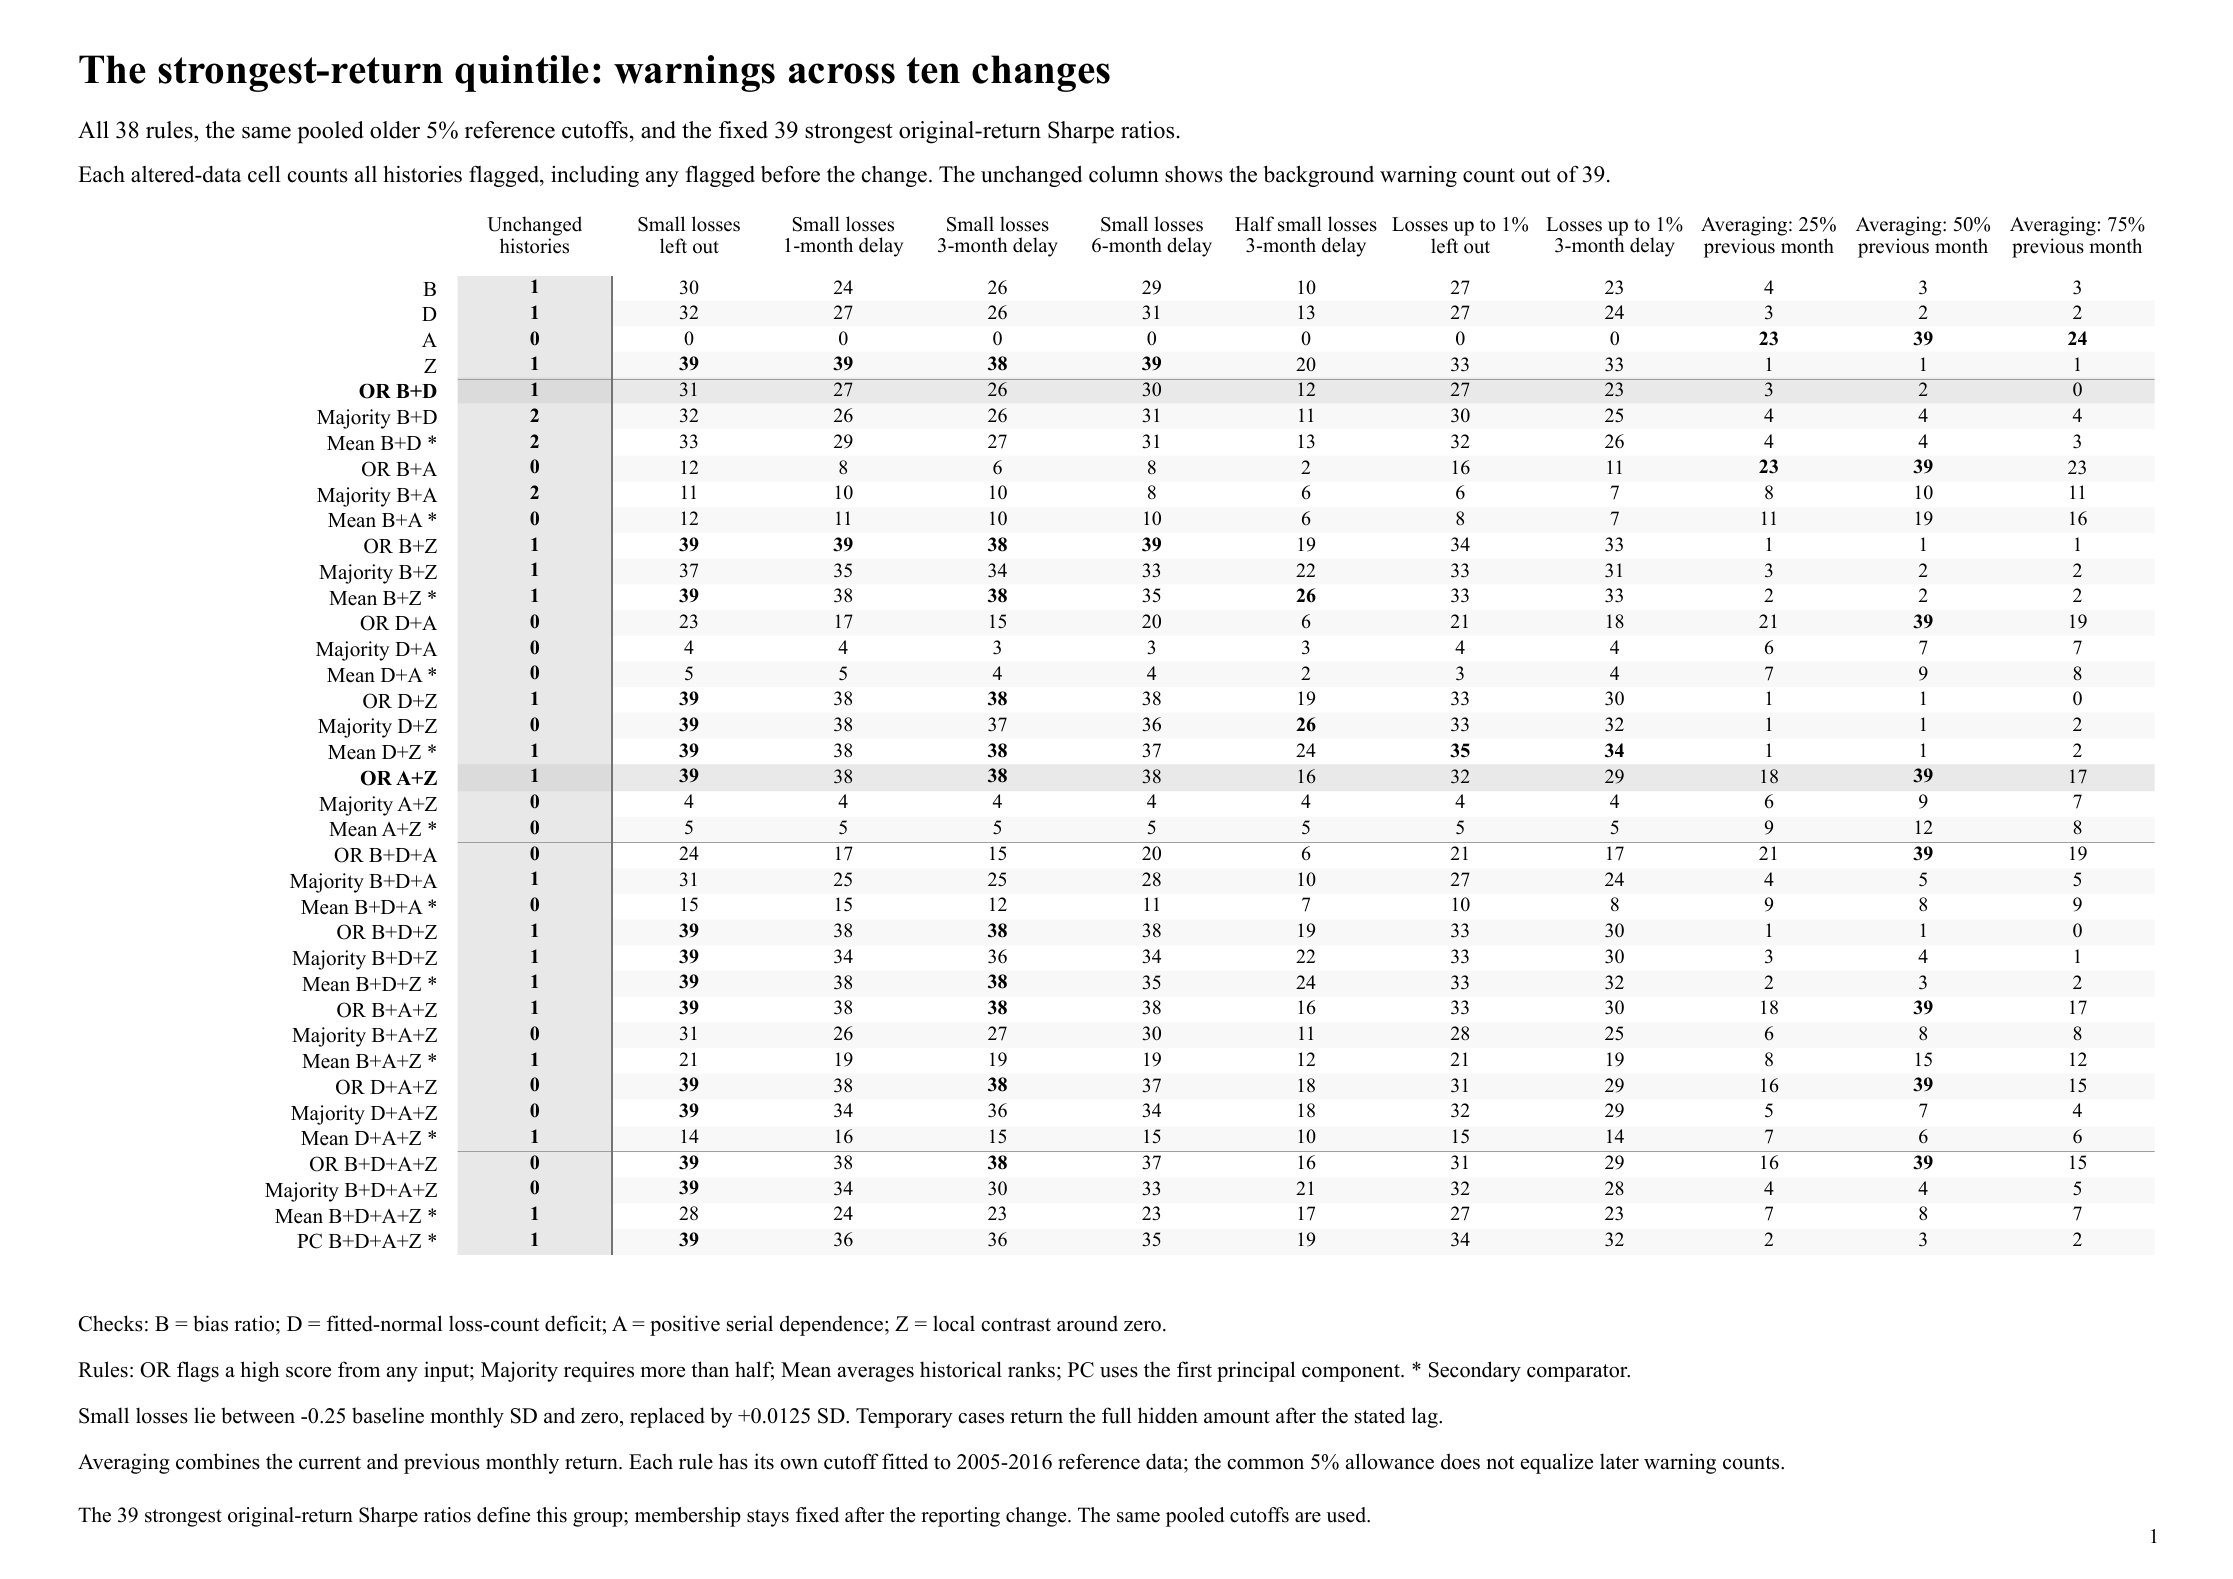 The strongest-return quintile: warnings across ten changes
All 38 rules, the same pooled older 5% reference cutoffs, and the fixed 39 strongest original-return Sharpe ratios.
Each altered-data cell counts all histories flagged, including any flagged before the change. The unchanged column shows the background warning count out of 39.
Unchanged Small losses Small losses Small losses Small losses Half small losses Losses up to 1% Losses up to 1% Averaging: 25% Averaging: 50% Averaging: 75%
histories left out 1-month delay 3-month delay 6-month delay 3-month delay left out 3-month delay previous month previous month previous month
B 1 30 24 26 29 10 27 23 4 3 3
D 1 32 27 26 31 13 27 24 3 2 2
A 0 0 0 0 0 0 0 0 23 39 24
Z 1 39 39 38 39 20 33 33 1 1 1
OR B+D 1 31 27 26 30 12 27 23 3 2 0
Majority B+D 2 32 26 26 31 11 30 25 4 4 4
Mean B+D * 2 33 29 27 31 13 32 26 4 4 3
OR B+A 0 12 8 6 8 2 16 11 23 39 23
Majority B+A 2 11 10 10 8 6 6 7 8 10 11
Mean B+A * 0 12 11 10 10 6 8 7 11 19 16
OR B+Z 1 39 39 38 39 19 34 33 1 1 1
Majority B+Z 1 37 35 34 33 22 33 31 3 2 2
Mean B+Z * 1 39 38 38 35 26 33 33 2 2 2
OR D+A 0 23 17 15 20 6 21 18 21 39 19
Majority D+A 0 4 4 3 3 3 4 4 6 7 7
Mean D+A * 0 5 5 4 4 2 3 4 7 9 8
OR D+Z 1 39 38 38 38 19 33 30 1 1 0
Majority D+Z 0 39 38 37 36 26 33 32 1 1 2
Mean D+Z * 1 39 38 38 37 24 35 34 1 1 2
OR A+Z 1 39 38 38 38 16 32 29 18 39 17
Majority A+Z 0 4 4 4 4 4 4 4 6 9 7
Mean A+Z * 0 5 5 5 5 5 5 5 9 12 8
OR B+D+A 0 24 17 15 20 6 21 17 21 39 19
Majority B+D+A 1 31 25 25 28 10 27 24 4 5 5
Mean B+D+A * 0 15 15 12 11 7 10 8 9 8 9
OR B+D+Z 1 39 38 38 38 19 33 30 1 1 0
Majority B+D+Z 1 39 34 36 34 22 33 30 3 4 1
Mean B+D+Z * 1 39 38 38 35 24 33 32 2 3 2
OR B+A+Z 1 39 38 38 38 16 33 30 18 39 17
Majority B+A+Z 0 31 26 27 30 11 28 25 6 8 8
Mean B+A+Z * 1 21 19 19 19 12 21 19 8 15 12
OR D+A+Z 0 39 38 38 37 18 31 29 16 39 15
Majority D+A+Z 0 39 34 36 34 18 32 29 5 7 4
Mean D+A+Z * 1 14 16 15 15 10 15 14 7 6 6
OR B+D+A+Z 0 39 38 38 37 16 31 29 16 39 15
Majority B+D+A+Z 0 39 34 30 33 21 32 28 4 4 5
Mean B+D+A+Z * 1 28 24 23 23 17 27 23 7 8 7
PC B+D+A+Z * 1 39 36 36 35 19 34 32 2 3 2
Checks: B = bias ratio; D = fitted-normal loss-count deficit; A = positive serial dependence; Z = local contrast around zero.
Rules: OR flags a high score from any input; Majority requires more than half; Mean averages historical ranks; PC uses the first principal component. * Secondary comparator.
Small losses lie between -0.25 baseline monthly SD and zero, replaced by +0.0125 SD. Temporary cases return the full hidden amount after the stated lag.
Averaging combines the current and previous monthly return. Each rule has its own cutoff fitted to 2005-2016 reference data; the common 5% allowance does not equalize later warning counts.
The 39 strongest original-return Sharpe ratios define this group; membership stays fixed after the reporting change. The same pooled cutoffs are used.
1